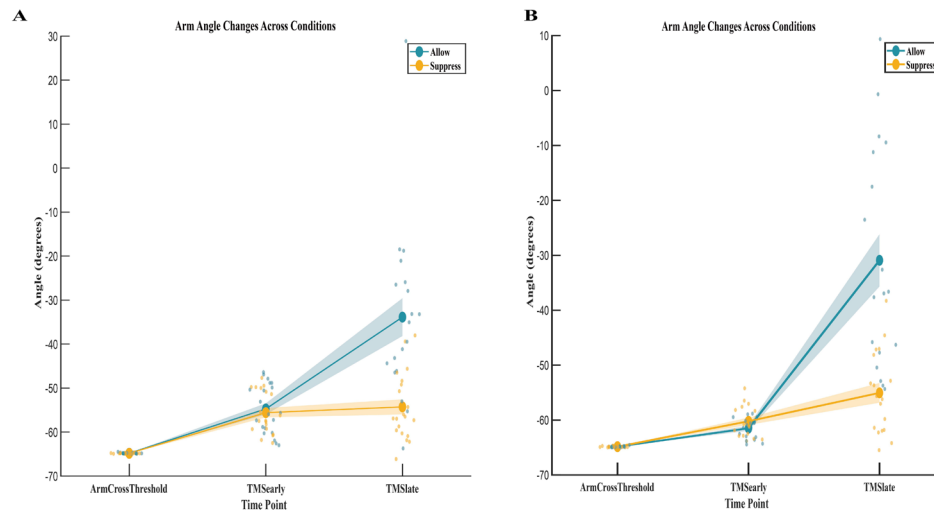 A
Arm Angle Changes Across Conditions
Allow
Suppress
30
20
10
0
-10
-20
-30
-40
-50
-60
-70
Angle (degrees)
ArmCrossThreshold
TMSearly
TMSlate
Time Point
B
Arm Angle Changes Across Conditions
Allow
Suppress
10
0
-10
-20
-30
-40
-50
-60
-70
Angle (degrees)
ArmCrossThreshold
TMSearly
TMSlate
Time Point